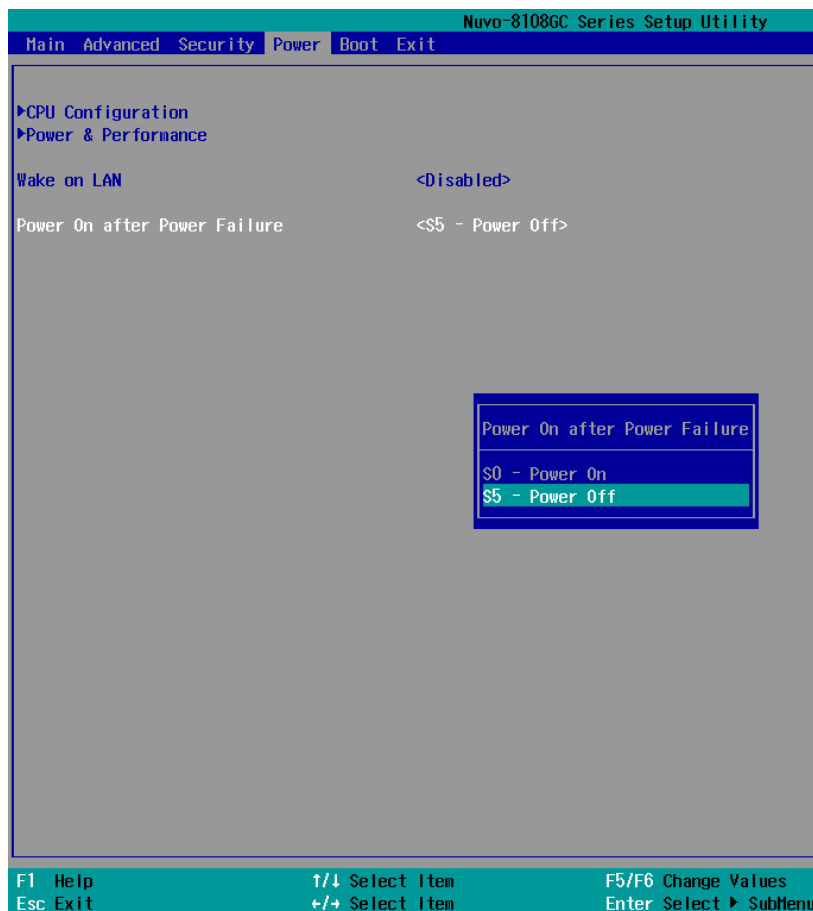 Nuvo-8108GC Series Setup Utility
Main Advanced Security Power Boot Exit
▶CPU Configuration
▶Power & Performance
Wake on LAN <Disabled>
Power On after Power Failure <S5 - Power Off>
Power On after Power Failure
S0 - Power On
S5 - Power Off
F1 Help ↑/↓ Select Item F5/F6 Change Values
Esc Exit ←/→ Select Item Enter Select ▶ SubMenu